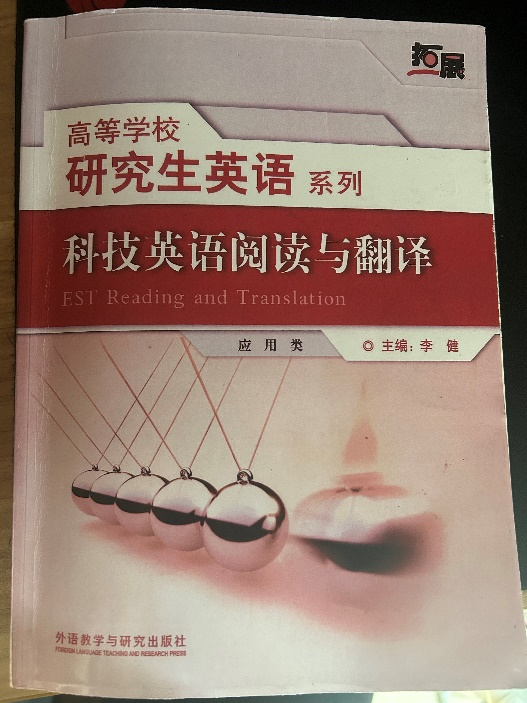 拓展
高等学校
研究生英语 系列
科技英语阅读与翻译
EST Reading and Translation
应用类 ◎ 主编：李 健
外语教学与研究出版社
FOREIGN LANGUAGE TEACHING AND RESEARCH PRESS